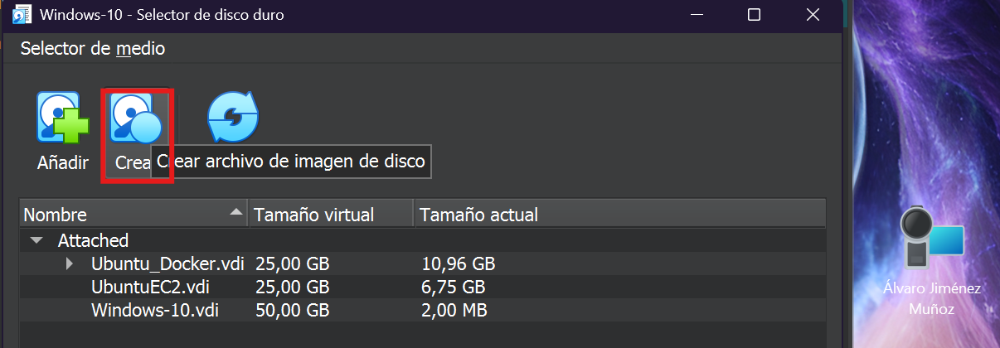 Windows-10 - Selector de disco duro
Selector de medio
Añadir
Crea
Crear archivo de imagen de disco
Nombre Tamaño virtual Tamaño actual
Attached
Ubuntu_Docker.vdi 25,00 GB 10,96 GB
UbuntuEC2.vdi 25,00 GB 6,75 GB
Windows-10.vdi 50,00 GB 2,00 MB
Álvaro Jiménez
Muñoz